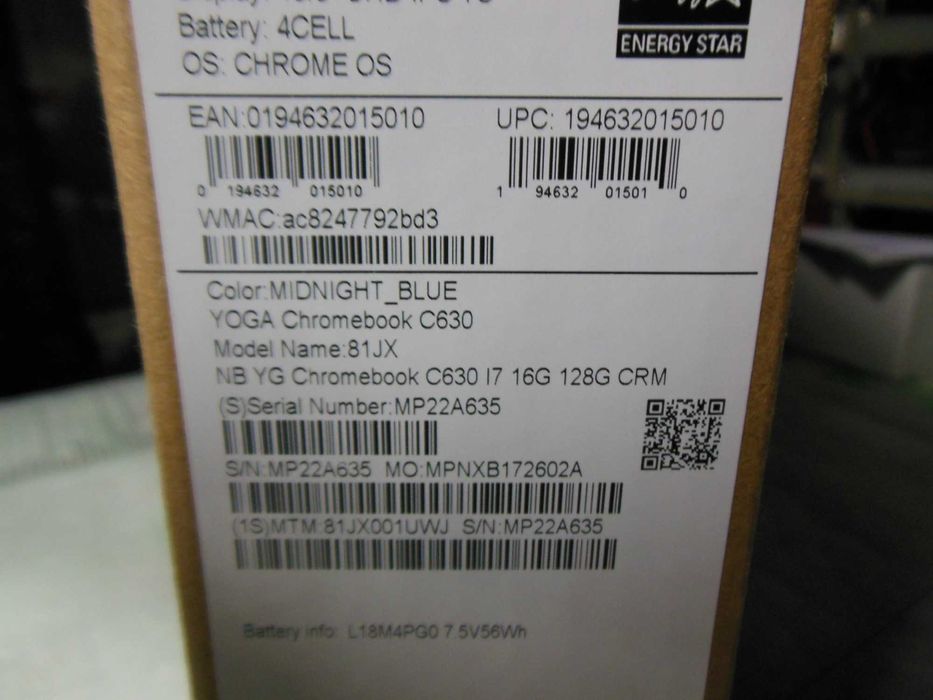 Battery: 4CELL
OS: CHROME OS
ENERGY STAR
EAN:0194632015010 UPC: 194632015010
0 194632 015010 1 94632 01501 0
WMAC:ac8247792bd3
Color:MIDNIGHT_BLUE
YOGA Chromebook C630
Model Name:81JX
NB YG Chromebook C630 I7 16G 128G CRM
(S)Serial Number:MP22A635
S/N:MP22A635 MO:MPNXB172602A
(1S)MTM:81JX001UWJ S/N:MP22A635
Battery info: L18M4PG0 7.5V56Wh